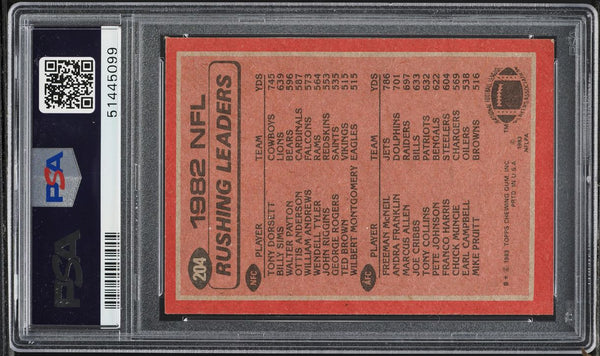 PSA
51445099
PSA
204
1982 NFL
RUSHING LEADERS
NFC PLAYER TEAM YDS
TONY DORSETT COWBOYS 745
BILLY SIMS LIONS 639
WALTER PAYTON BEARS 596
OTTIS ANDERSON CARDINALS 587
WILLIAM ANDREWS FALCONS 573
WENDELL TYLER RAMS 564
JOHN RIGGINS REDSKINS 553
GEORGE ROGERS SAINTS 535
TED BROWN VIKINGS 515
WILBERT MONTGOMERY EAGLES 515
AFC PLAYER TEAM YDS
FREEMAN McNEIL JETS 786
ANDRA FRANKLIN DOLPHINS 701
MARCUS ALLEN RAIDERS 697
JOE CRIBBS BILLS 633
TONY COLLINS PATRIOTS 632
PETE JOHNSON BENGALS 622
FRANCO HARRIS STEELERS 604
CHUCK MUNCIE CHARGERS 569
EARL CAMPBELL OILERS 538
MIKE PRUITT BROWNS 516
© 1983 TOPPS CHEWING GUM, INC.
PRTD. IN U.S.A.
TM
NFLPA